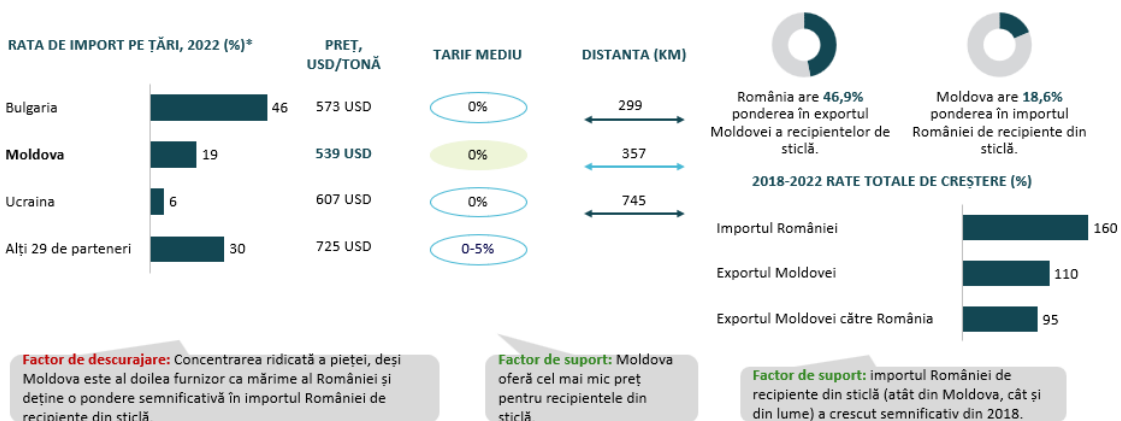 RATA DE IMPORT PE ȚĂRI, 2022 (%)*
PREȚ,
USD/TONĂ
TARIF MEDIU
DISTANTA (KM)
Bulgaria
46
573 USD
0%
299
Moldova
19
539 USD
0%
357
Ucraina
6
607 USD
0%
745
Alți 29 de parteneri
30
725 USD
0-5%
România are 46,9%
ponderea în exportul
Moldovei a recipientelor de
sticlă.
Moldova are 18,6%
ponderea în importul
României de recipiente din
sticlă.
2018-2022 RATE TOTALE DE CREȘTERE (%)
Importul României
160
Exportul Moldovei
110
Exportul Moldovei către România
95
Factor de descurajare: Concentrarea ridicată a pieței, deși
Moldova este al doilea furnizor ca mărime al României și
deține o pondere semnificativă în importul României de
recipiente din sticlă.
Factor de suport: Moldova
oferă cel mai mic preț
pentru recipientele din
sticlă.
Factor de suport: importul României de
recipiente din sticlă (atât din Moldova, cât și
din lume) a crescut semnificativ din 2018.